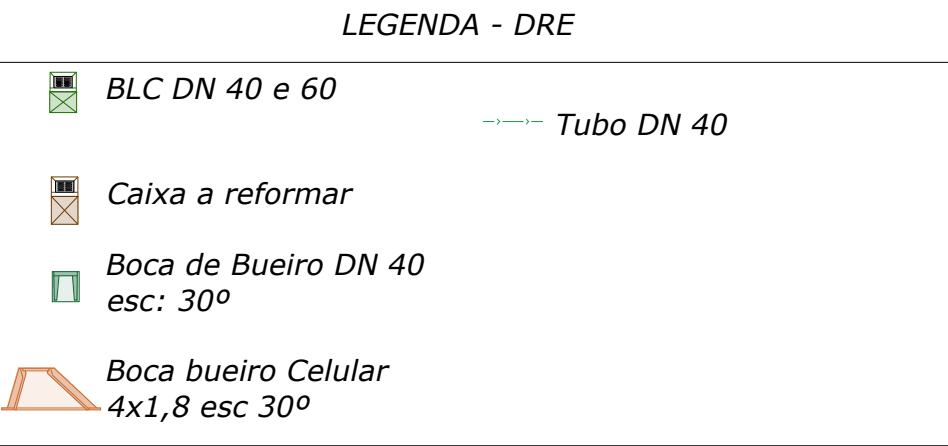 LEGENDA - DRE
BLC DN 40 e 60
Tubo DN 40
Caixa a reformar
Boca de Bueiro DN 40
esc: 30º
Boca bueiro Celular
4x1,8 esc 30º